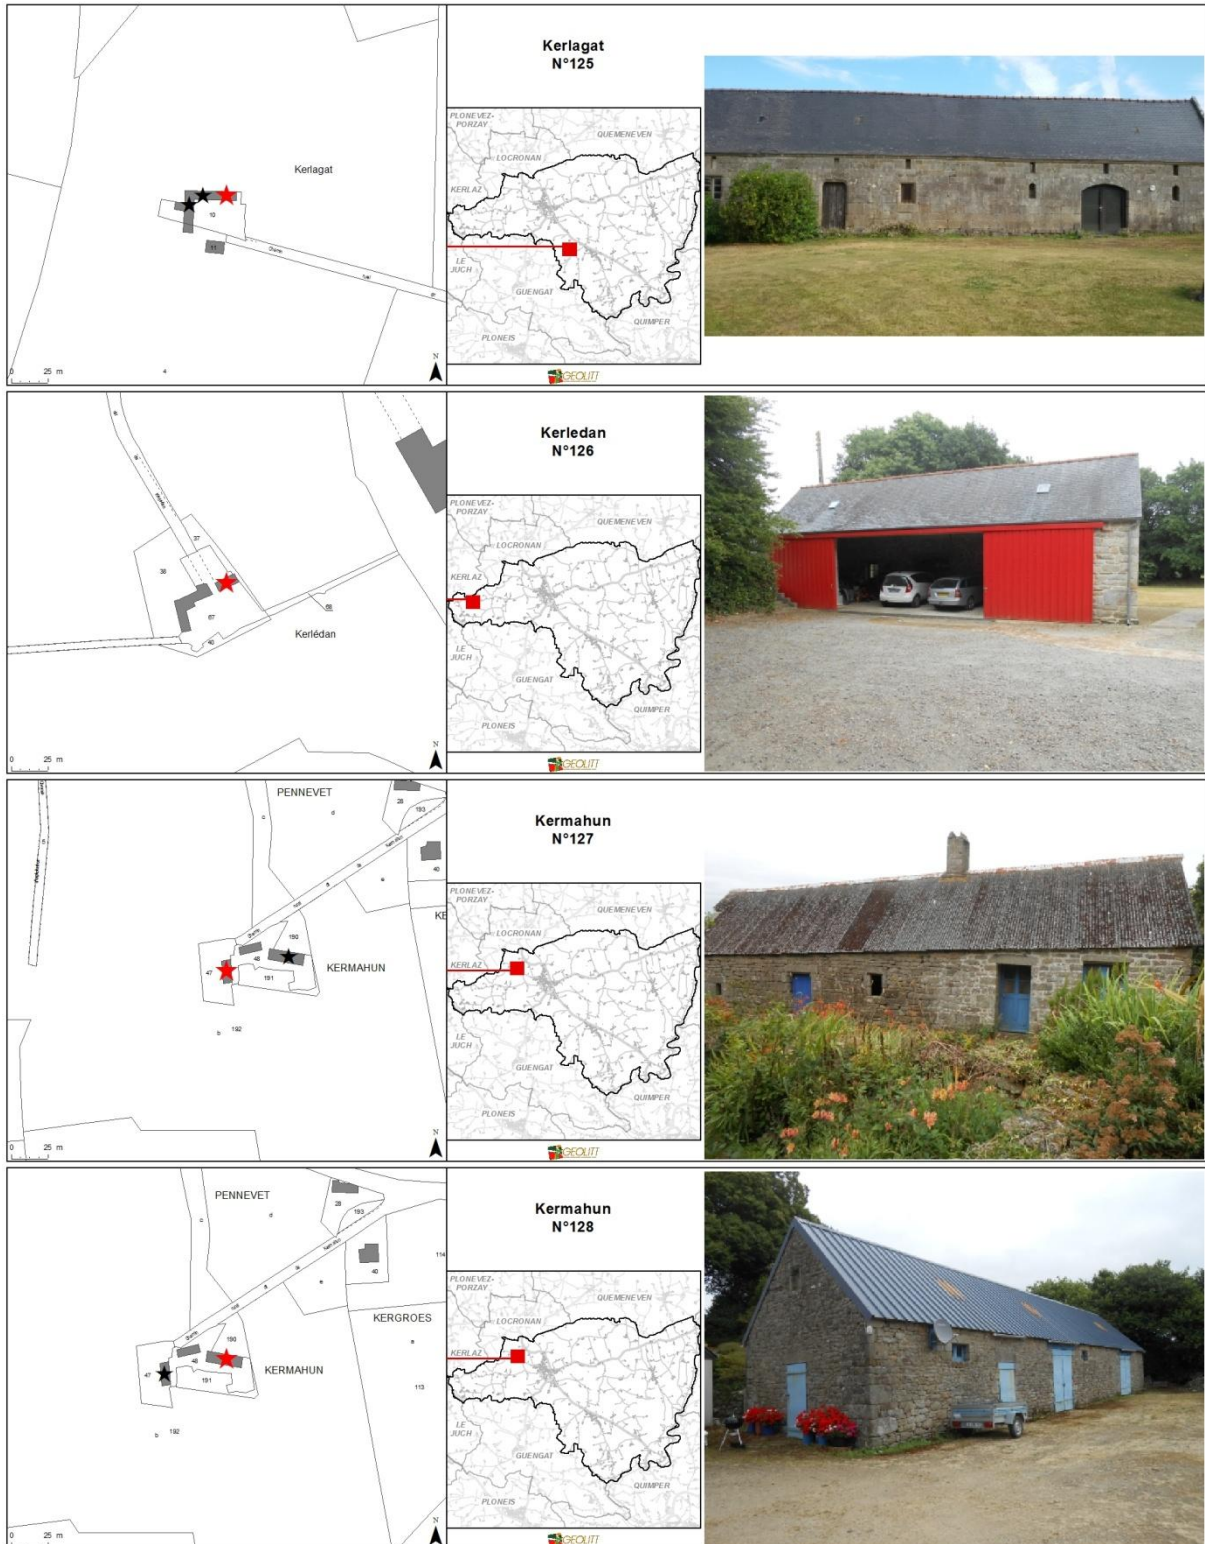 Kerlagat
N°125
Kerlagat
10
11
4
0 25 m
N
PLONEVEZ-
PORZAY
QUEMENEVEN
LOCRONAN
KERLAZ
LE
JUCH
GUENGAT
QUIMPER
PLONEIS
GEOLITT
Kerledan
N°126
37
38
67
68
40
Kerlédan
0 25 m
N
PLONEVEZ-
PORZAY
QUEMENEVEN
LOCRONAN
KERLAZ
LE
JUCH
GUENGAT
QUIMPER
PLONEIS
GEOLITT
Kermahun
N°127
PENNEVET
28
193
c
d
40
e
KE
190
48
47
191
KERMAHUN
b 192
0 25 m
N
PLONEVEZ-
PORZAY
QUEMENEVEN
LOCRONAN
KERLAZ
LE
JUCH
GUENGAT
QUIMPER
PLONEIS
GEOLITT
Kermahun
N°128
PENNEVET
28
193
c
d
114
40
e
KERGROES
190
48
47
191
KERMAHUN
113
b 192
0 25 m
N
PLONEVEZ-
PORZAY
QUEMENEVEN
LOCRONAN
KERLAZ
LE
JUCH
GUENGAT
QUIMPER
PLONEIS
GEOLITT